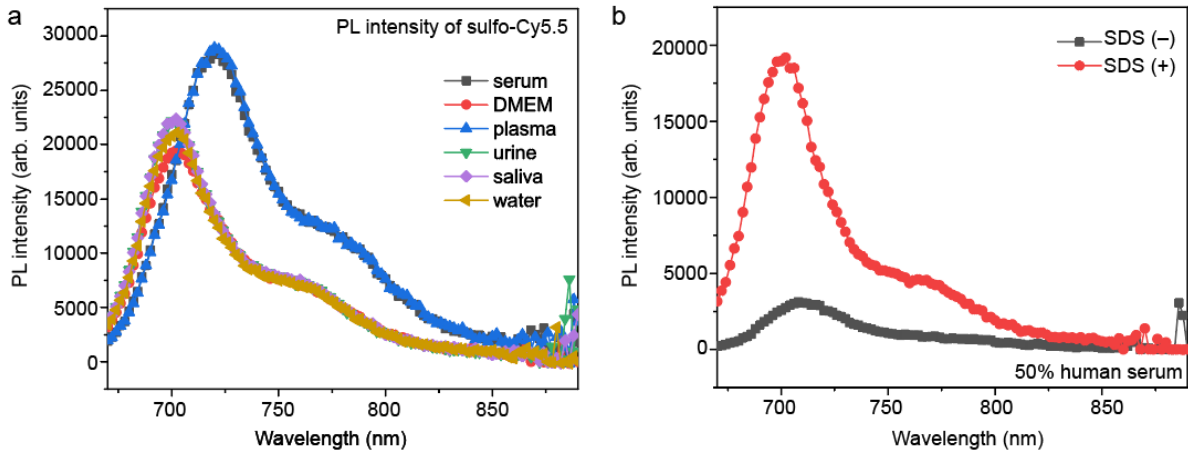 a
PL intensity of sulfo-Cy5.5
serum
DMEM
plasma
urine
saliva
water
PL intensity (arb. units)
30000
25000
20000
15000
10000
5000
0
700
750
800
850
Wavelength (nm)
b
SDS (−)
SDS (+)
PL intensity (arb. units)
20000
15000
10000
5000
0
50% human serum
700
750
800
850
Wavelength (nm)